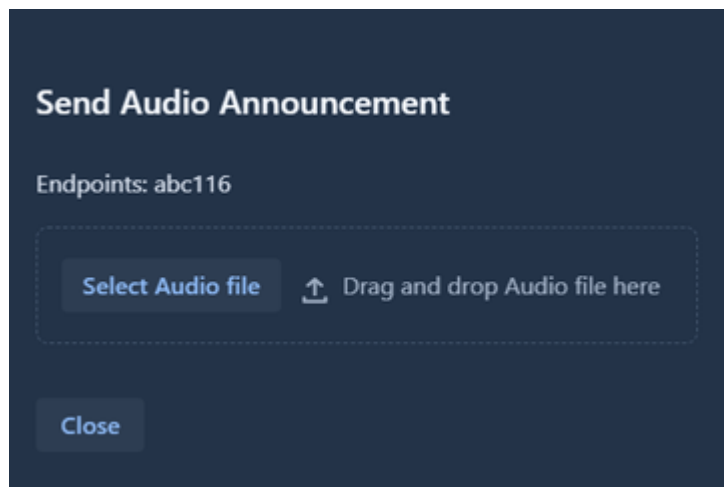 Send Audio Announcement
Endpoints: abc116
Select Audio file Drag and drop Audio file here
Close